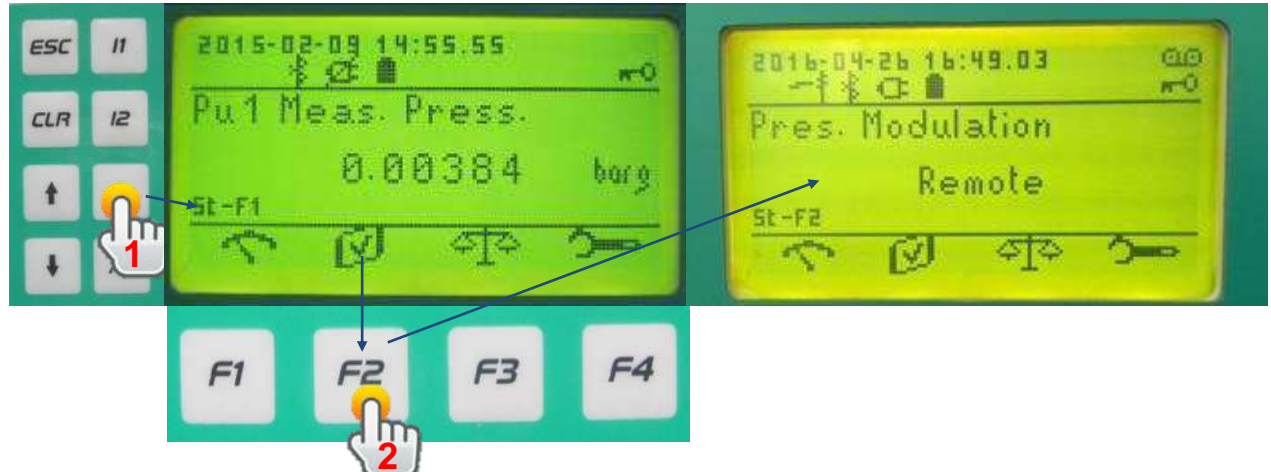 ESC I1
CLR I2
1
2015-02-09 14:55.55
Pu1 Meas. Press.
0.00384 barg
St-F1
2016-04-26 16:49.03
Pres. Modulation
Remote
St-F2
F1 F2 F3 F4
2